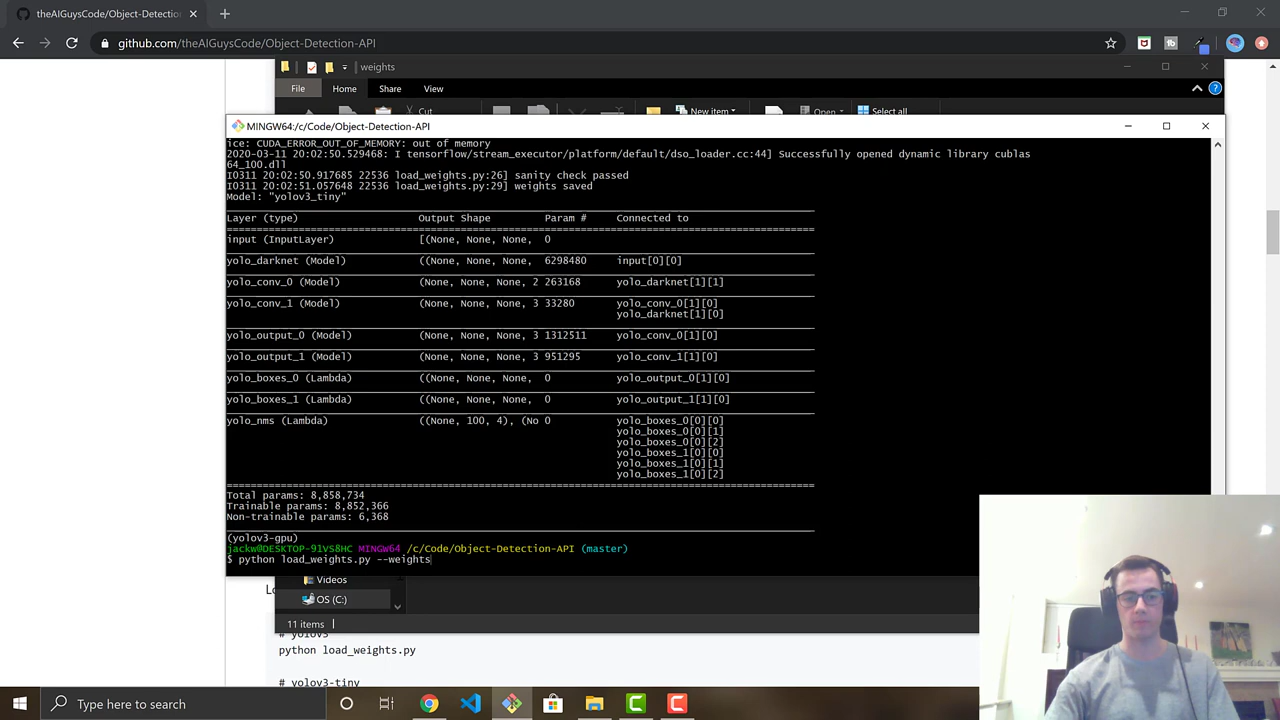 theAIGuysCode/Object-Detection
github.com/theAIGuysCode/Object-Detection-API
weights
File Home Share View
Cut New item Open Select all
MINGW64:/c/Code/Object-Detection-API
ice: CUDA_ERROR_OUT_OF_MEMORY: out of memory
2020-03-11 20:02:50.529468: I tensorflow/stream_executor/platform/default/dso_loader.cc:44] Successfully opened dynamic library cublas
64_100.dll
I0311 20:02:50.917685 22536 load_weights.py:26] sanity check passed
I0311 20:02:51.057648 22536 load_weights.py:29] weights saved
Model: "yolov3_tiny"
Layer (type) Output Shape Param # Connected to
input (InputLayer) [(None, None, None, 0
yolo_darknet (Model) ((None, None, None, 6298480 input[0][0]
yolo_conv_0 (Model) (None, None, None, 2 263168 yolo_darknet[1][1]
yolo_conv_1 (Model) (None, None, None, 3 33280 yolo_conv_0[1][0]
yolo_darknet[1][0]
yolo_output_0 (Model) (None, None, None, 3 1312511 yolo_conv_0[1][0]
yolo_output_1 (Model) (None, None, None, 3 951295 yolo_conv_1[1][0]
yolo_boxes_0 (Lambda) ((None, None, None, 0 yolo_output_0[1][0]
yolo_boxes_1 (Lambda) ((None, None, None, 0 yolo_output_1[1][0]
yolo_nms (Lambda) ((None, 100, 4), (No 0 yolo_boxes_0[0][0]
yolo_boxes_0[0][1]
yolo_boxes_0[0][2]
yolo_boxes_1[0][0]
yolo_boxes_1[0][1]
yolo_boxes_1[0][2]
Total params: 8,858,734
Trainable params: 8,852,366
Non-trainable params: 6,368
(yolov3-gpu)
jackw@DESKTOP-91VS8HC MINGW64 /c/Code/Object-Detection-API (master)
$ python load_weights.py --weights
Videos
OS (C:)
11 items
# yolov3
python load_weights.py
# yolov3-tiny
Type here to search